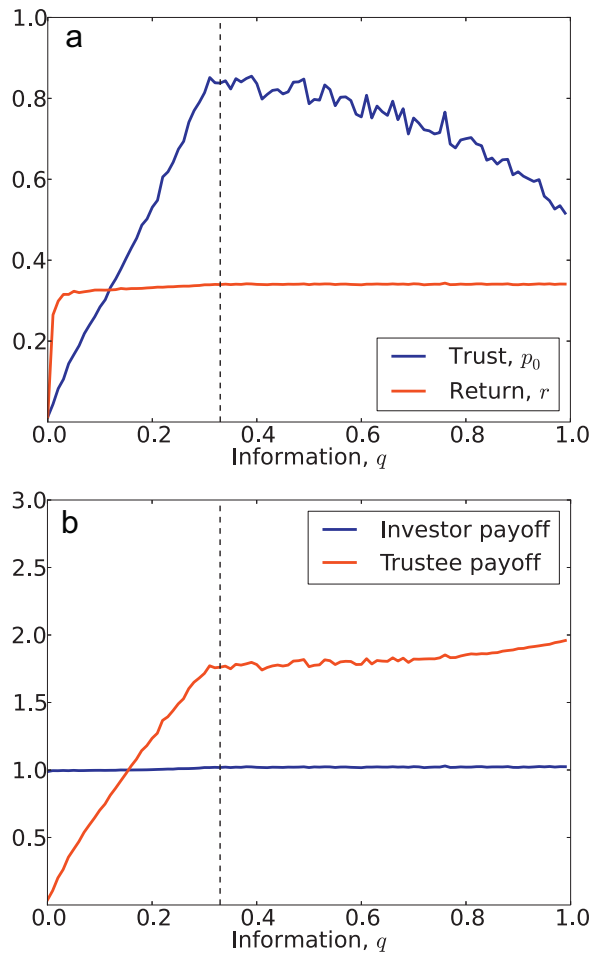 a
1.0
0.8
0.6
0.4
0.2
Trust, p₀
Return, r
0.0 0.2 0.4 0.6 0.8 1.0
Information, q
b
3.0
2.5
2.0
1.5
1.0
0.5
Investor payoff
Trustee payoff
0.0 0.2 0.4 0.6 0.8 1.0
Information, q